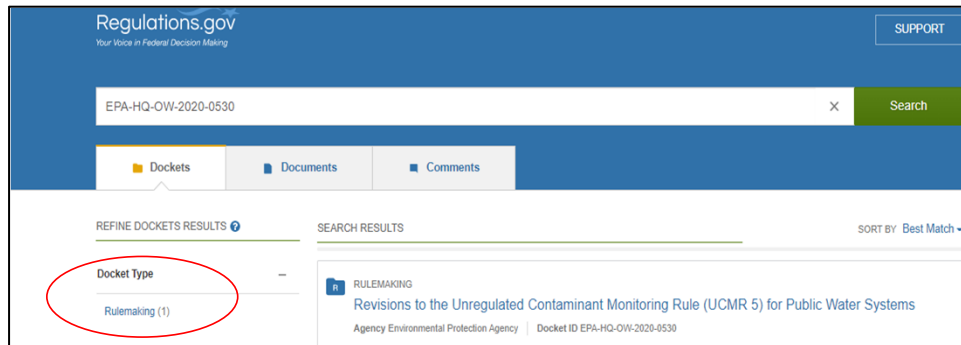 Regulations.gov
Your Voice in Federal Decision Making
SUPPORT
EPA-HQ-OW-2020-0530
Search
Dockets Documents Comments
REFINE DOCKETS RESULTS ?
SEARCH RESULTS
SORT BY Best Match
Docket Type
Rulemaking (1)
R RULEMAKING
Revisions to the Unregulated Contaminant Monitoring Rule (UCMR 5) for Public Water Systems
Agency Environmental Protection Agency Docket ID EPA-HQ-OW-2020-0530